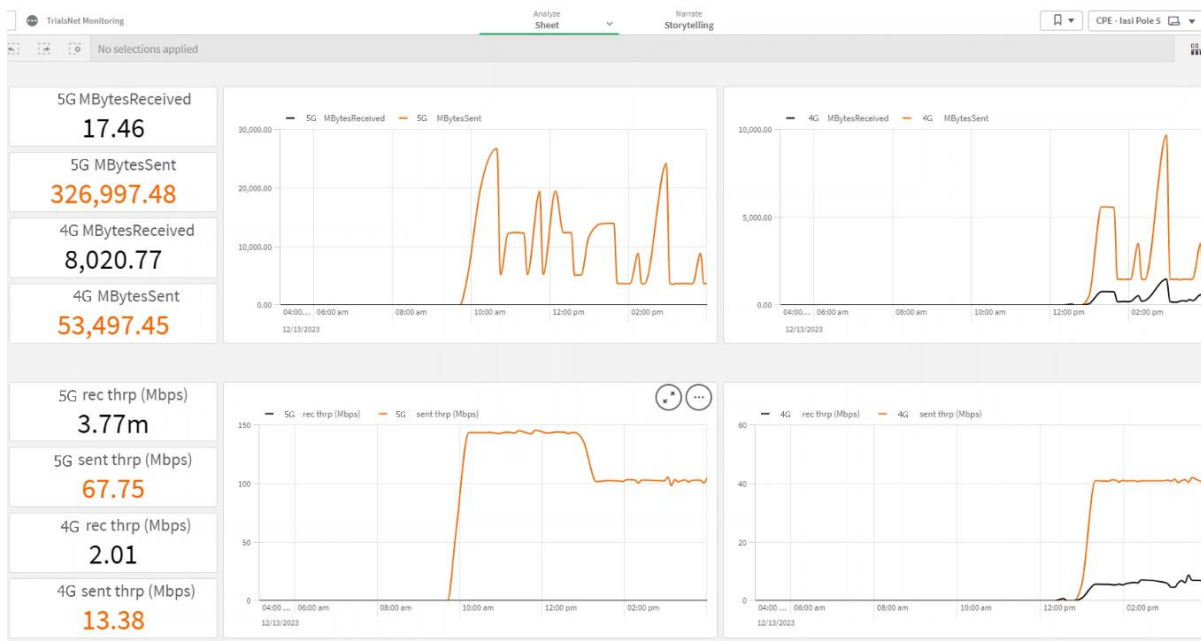 TrialsNet Monitoring
Analyze
Sheet
Narrate
Storytelling
CPE - Iasi Pole 5
No selections applied
5G MBytesReceived
17.46
5G MBytesSent
326,997.48
4G MBytesReceived
8,020.77
4G MBytesSent
53,497.45
5G MBytesReceived 5G MBytesSent
30,000.00
20,000.00
10,000.00
0.00
04:00... 06:00 am 08:00 am 10:00 am 12:00 pm 02:00 pm
12/13/2023
4G MBytesReceived 4G MBytesSent
10,000.00
5,000.00
0.00
04:00... 06:00 am 08:00 am 10:00 am 12:00 pm 02:00 pm
12/13/2023
5G rec thrp (Mbps)
3.77m
5G sent thrp (Mbps)
67.75
4G rec thrp (Mbps)
2.01
4G sent thrp (Mbps)
13.38
5G rec thrp (Mbps) 5G sent thrp (Mbps)
150
100
50
0
04:00 ... 06:00 am 08:00 am 10:00 am 12:00 pm 02:00 pm
12/13/2023
4G rec thrp (Mbps) 4G sent thrp (Mbps)
60
40
20
0
04:00 ... 06:00 am 08:00 am 10:00 am 12:00 pm 02:00 pm
12/13/2023